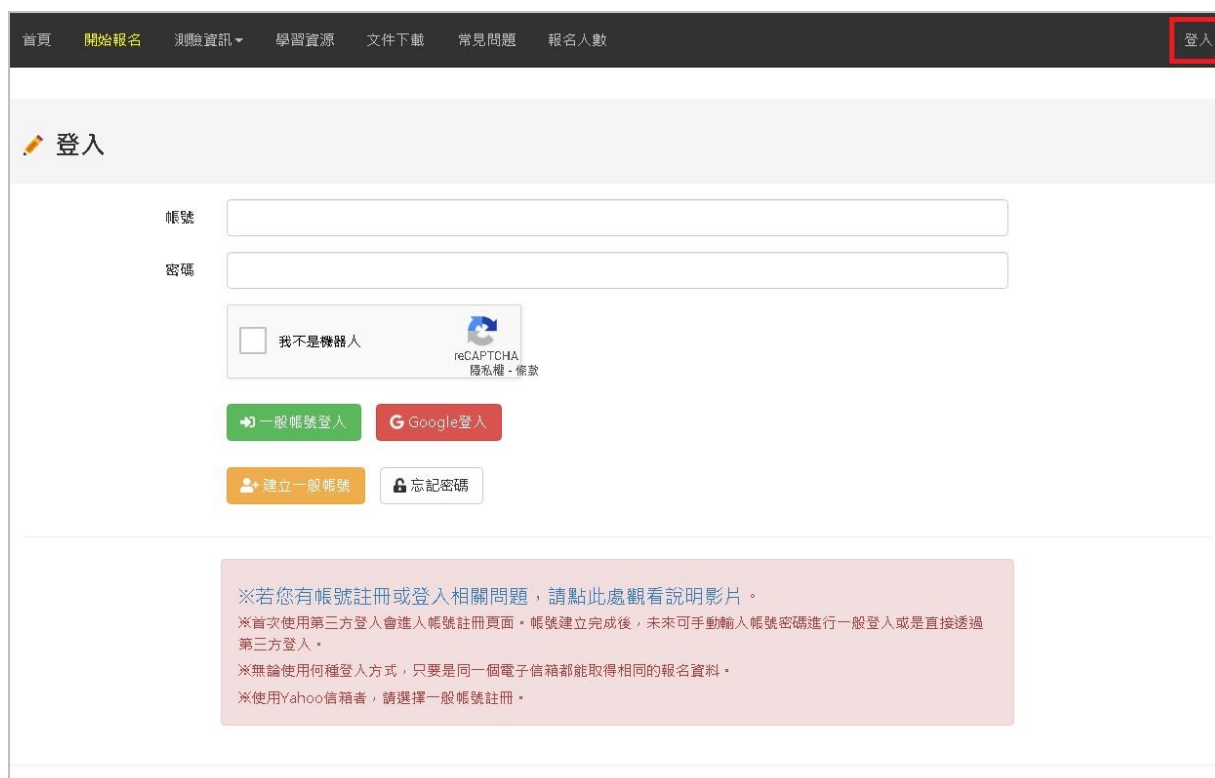 首頁 開始報名 測驗資訊 學習資源 文件下載 常見問題 報名人數 登入
登入
帳號
密碼
我不是機器人
reCAPTCHA
隱私權 - 條款
一般帳號登入 Google登入
建立一般帳號 忘記密碼
※若您有帳號註冊或登入相關問題，請點此處觀看說明影片。
※首次使用第三方登入會進入帳號註冊頁面。帳號建立完成後，未來可手動輸入帳號密碼進行一般登入或是直接透過
第三方登入。
※無論使用何種登入方式，只要是同一個電子信箱都能取得相同的報名資料。
※使用Yahoo信箱者，請選擇一般帳號註冊。